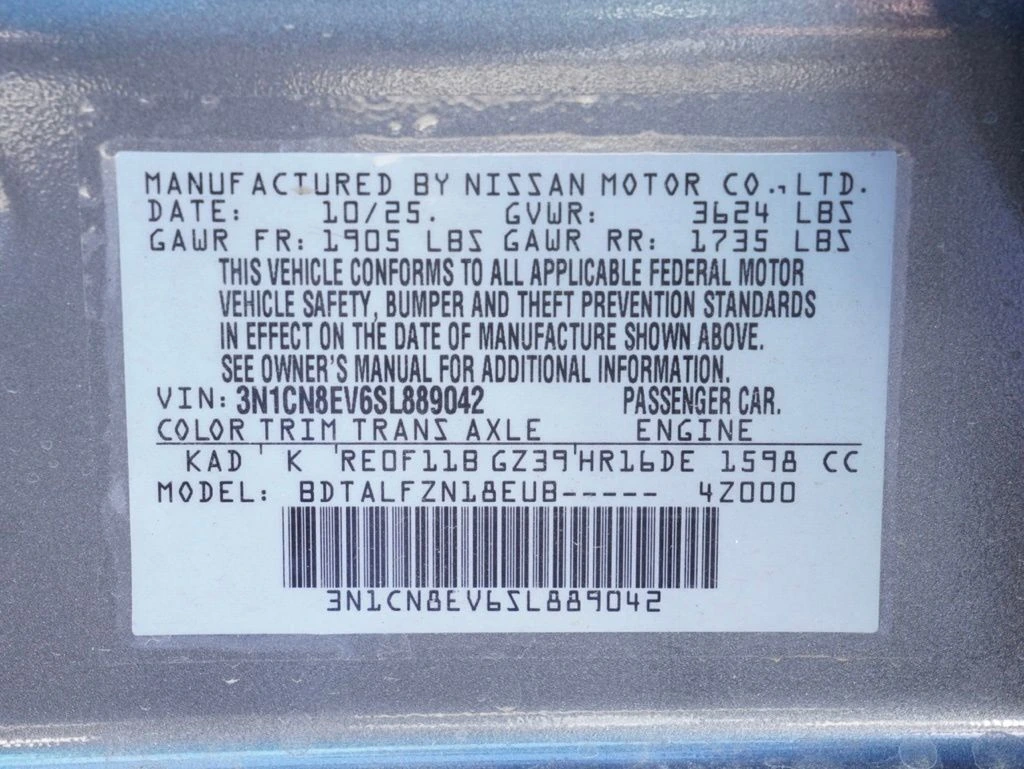 MANUFACTURED BY NISSAN MOTOR CO., LTD.
DATE: 10/25. GVWR: 3624 LBS
GAWR FR: 1905 LBS GAWR RR: 1735 LBS
THIS VEHICLE CONFORMS TO ALL APPLICABLE FEDERAL MOTOR
VEHICLE SAFETY, BUMPER AND THEFT PREVENTION STANDARDS
IN EFFECT ON THE DATE OF MANUFACTURE SHOWN ABOVE.
SEE OWNER'S MANUAL FOR ADDITIONAL INFORMATION.
VIN: 3N1CN8EV6SL889042 PASSENGER CAR.
COLOR TRIM TRANS AXLE ENGINE
KAD ' K 'RE0F11B GZ39'HR16DE 1598 CC
MODEL: BDTALFZN18EUB----- 4Z000
3N1CN8EV6SL889042